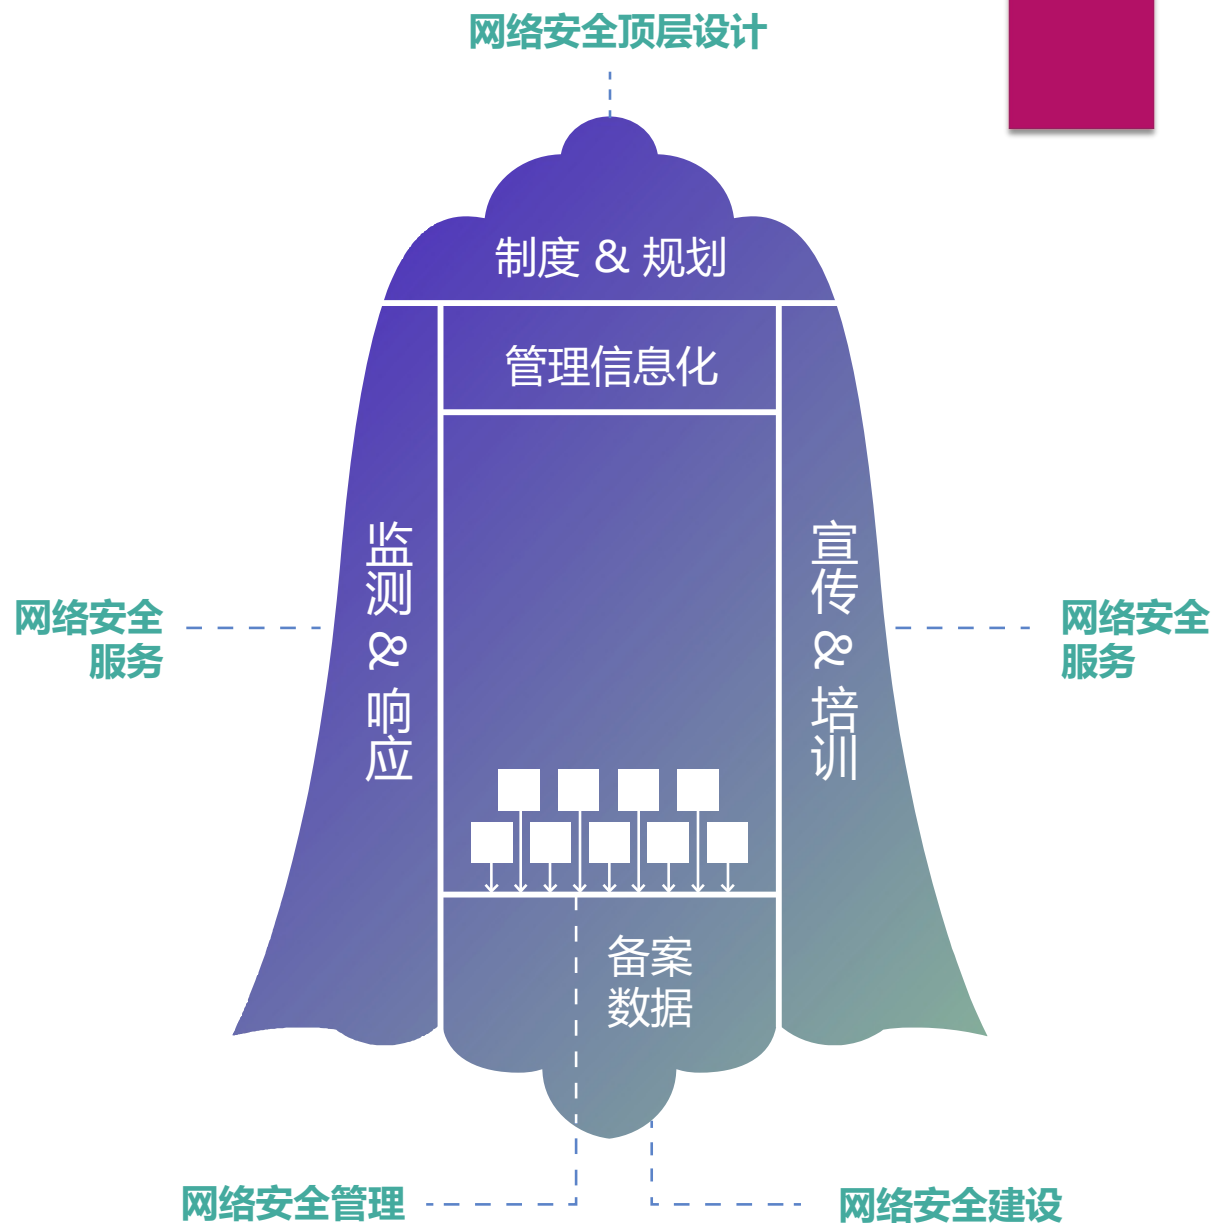 网络安全顶层设计
制度 & 规划
管理信息化
监测 & 响应
宣传 & 培训
网络安全
服务
网络安全
服务
备案
数据
网络安全管理
网络安全建设